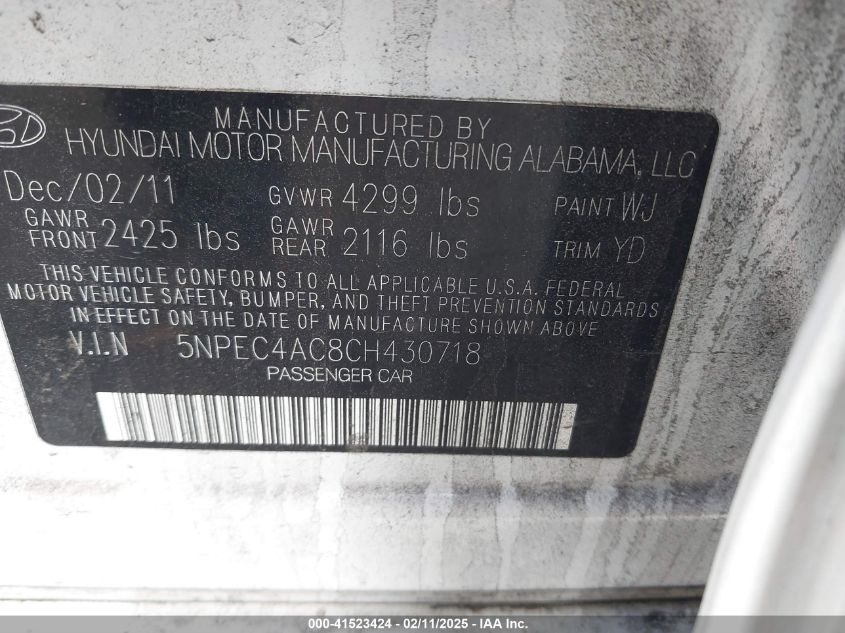 MANUFACTURED BY
HYUNDAI MOTOR MANUFACTURING ALABAMA, LLC
Dec/02/11 GVWR 4299 lbs PAINT WJ
GAWR FRONT 2425 lbs GAWR REAR 2116 lbs TRIM YD
THIS VEHICLE CONFORMS TO ALL APPLICABLE U.S.A. FEDERAL
MOTOR VEHICLE SAFETY, BUMPER, AND THEFT PREVENTION STANDARDS
IN EFFECT ON THE DATE OF MANUFACTURE SHOWN ABOVE
V.I.N 5NPEC4AC8CH430718
PASSENGER CAR
000-41523424 - 02/11/2025 - IAA Inc.